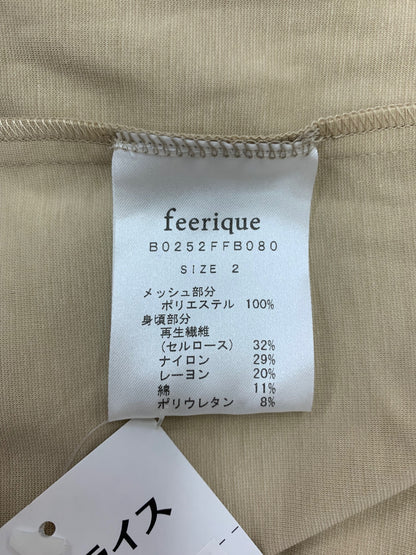 feerique
B0252FFB080
SIZE 2
メッシュ部分
ポリエステル 100%
身頃部分
再生繊維
(セルロース) 32%
ナイロン 29%
レーヨン 20%
綿 11%
ポリウレタン 8%
ライス